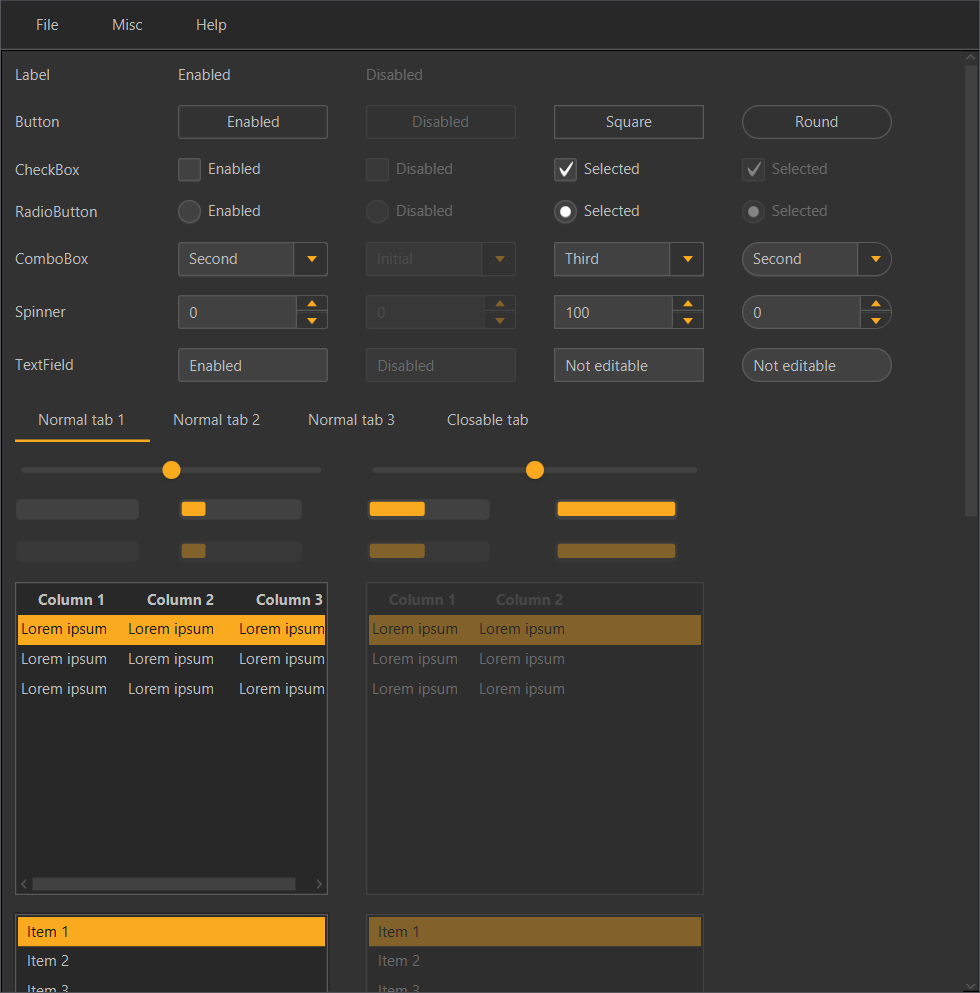 File Misc Help
Label Enabled Disabled
Button Enabled Disabled Square Round
CheckBox Enabled Disabled Selected Selected
RadioButton Enabled Disabled Selected Selected
ComboBox Second Initial Third Second
Spinner 0 0 100 0
TextField Enabled Disabled Not editable Not editable
Normal tab 1 Normal tab 2 Normal tab 3 Closable tab
Column 1 Column 2 Column 3 Column 1 Column 2
Lorem ipsum Lorem ipsum Lorem ipsum Lorem ipsum Lorem ipsum
Lorem ipsum Lorem ipsum Lorem ipsum Lorem ipsum Lorem ipsum
Lorem ipsum Lorem ipsum Lorem ipsum Lorem ipsum Lorem ipsum
Item 1 Item 1
Item 2 Item 2
Item 3 Item 3